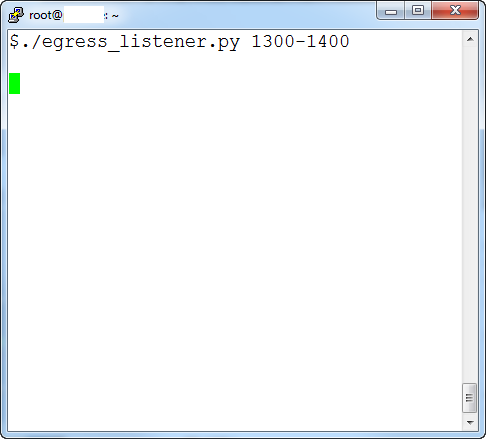 root@ : ~
$./egress_listener.py 1300-1400